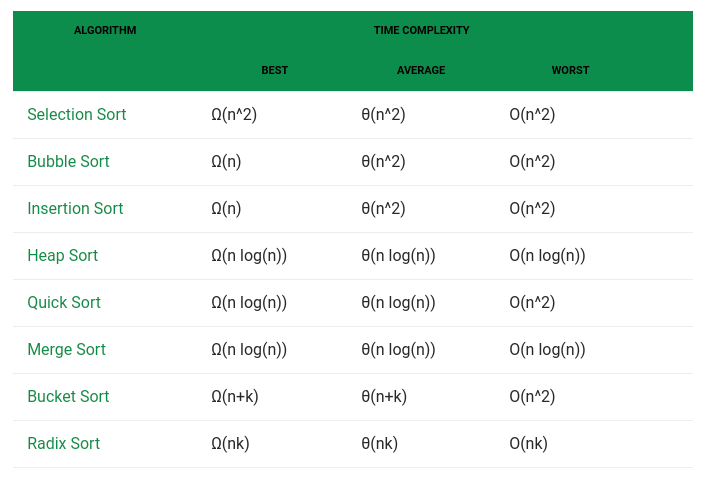 ALGORITHM TIME COMPLEXITY
BEST AVERAGE WORST
Selection Sort Ω(n^2) θ(n^2) O(n^2)
Bubble Sort Ω(n) θ(n^2) O(n^2)
Insertion Sort Ω(n) θ(n^2) O(n^2)
Heap Sort Ω(n log(n)) θ(n log(n)) O(n log(n))
Quick Sort Ω(n log(n)) θ(n log(n)) O(n^2)
Merge Sort Ω(n log(n)) θ(n log(n)) O(n log(n))
Bucket Sort Ω(n+k) θ(n+k) O(n^2)
Radix Sort Ω(nk) θ(nk) O(nk)